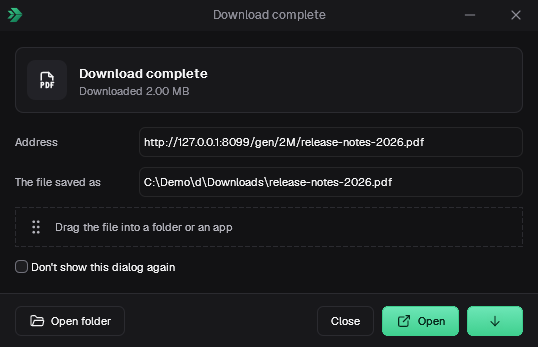 Download complete
PDF
Download complete
Downloaded 2.00 MB
Address
http://127.0.0.1:8099/gen/2M/release-notes-2026.pdf
The file saved as
C:\Demo\d\Downloads\release-notes-2026.pdf
Drag the file into a folder or an app
Don't show this dialog again
Open folder
Close
Open